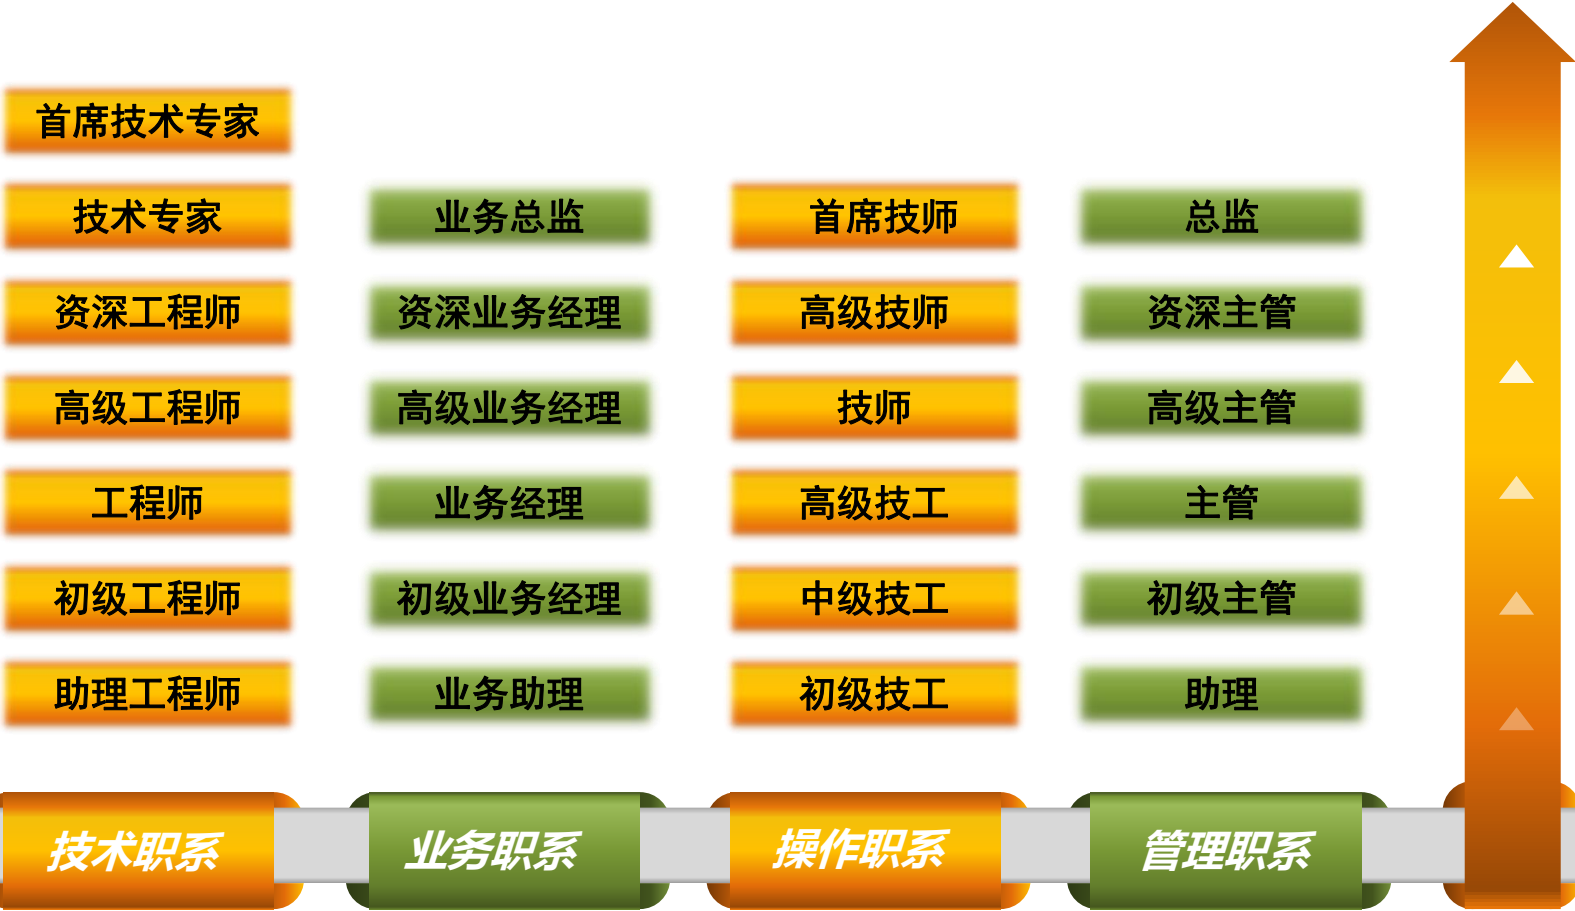 首席技术专家
技术专家 业务总监 首席技师 总监
资深工程师 资深业务经理 高级技师 资深主管
高级工程师 高级业务经理 技师 高级主管
工程师 业务经理 高级技工 主管
初级工程师 初级业务经理 中级技工 初级主管
助理工程师 业务助理 初级技工 助理
技术职系 业务职系 操作职系 管理职系